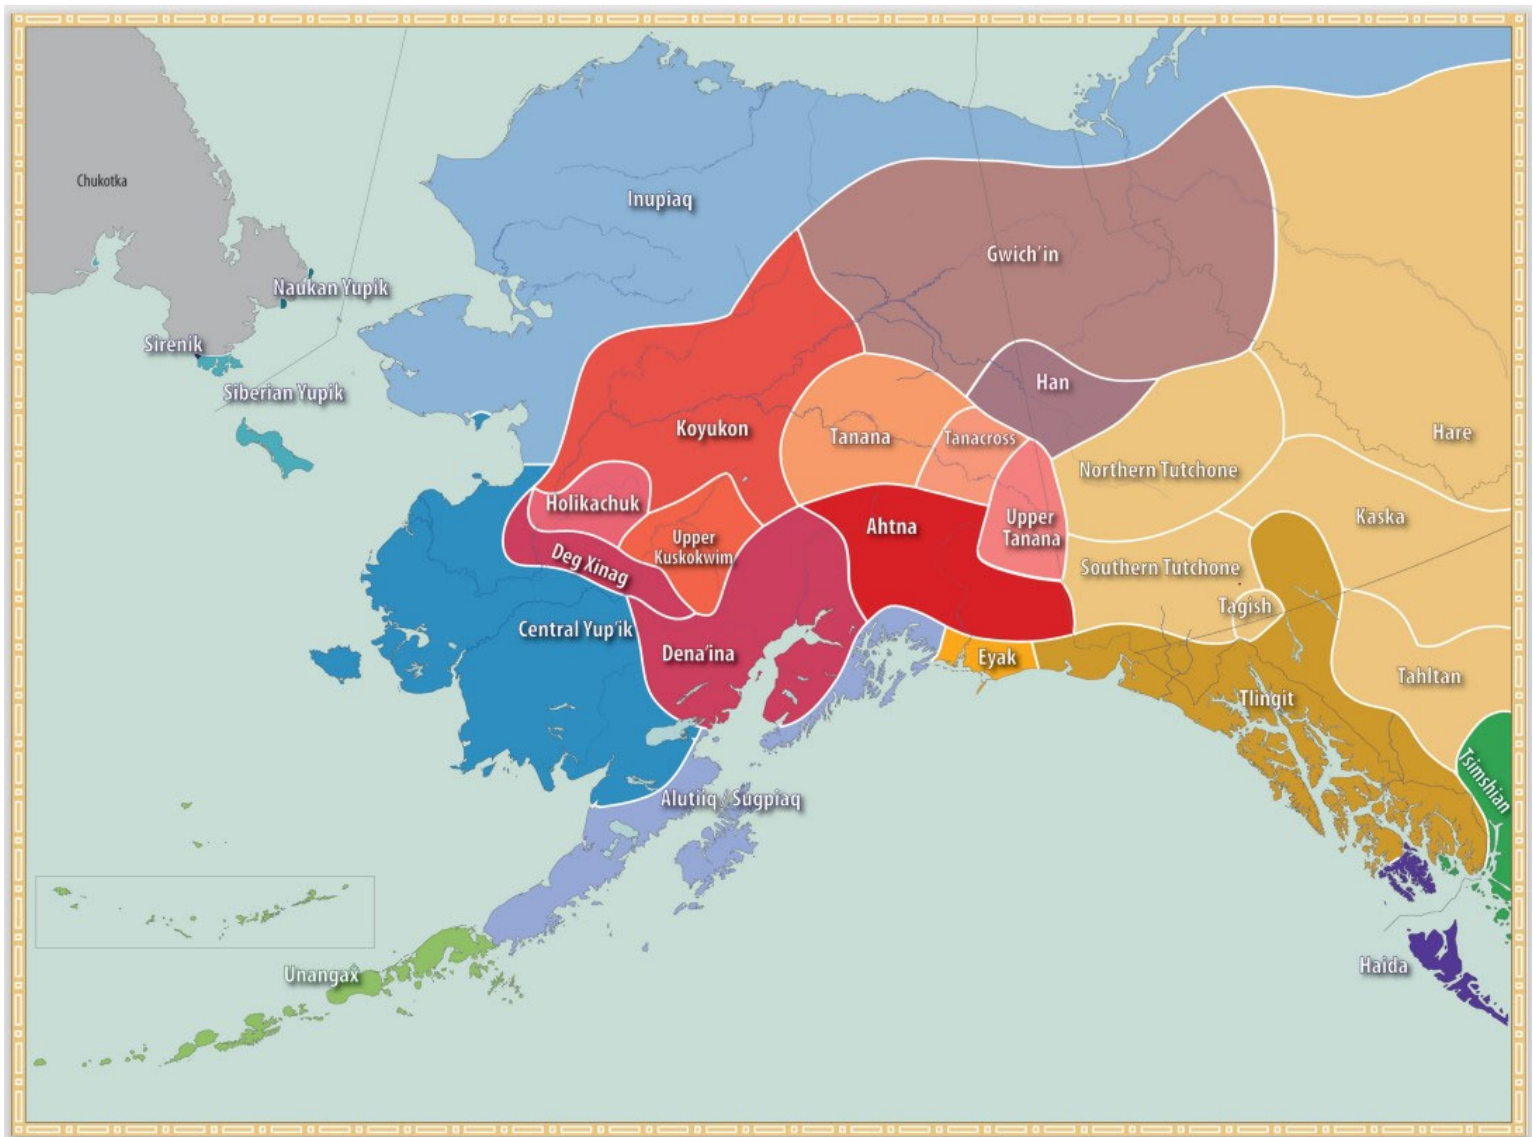 Chukotka
Inupiaq
Gwich'in
Naukan Yupik
Sirenik
Siberian Yupik
Han
Koyukon
Tanana
Tanacross
Hare
Northern Tutchone
Holikachuk
Kaska
Upper
Tanana
Ahtna
Upper
Kuskokwim
Deg Xinag
Southern Tutchone
Tagish
Central Yup'ik
Dena'ina
Eyak
Tahltan
Tlingit
Tsimshian
Alutiiq / Sugpiaq
Haida
Unangax